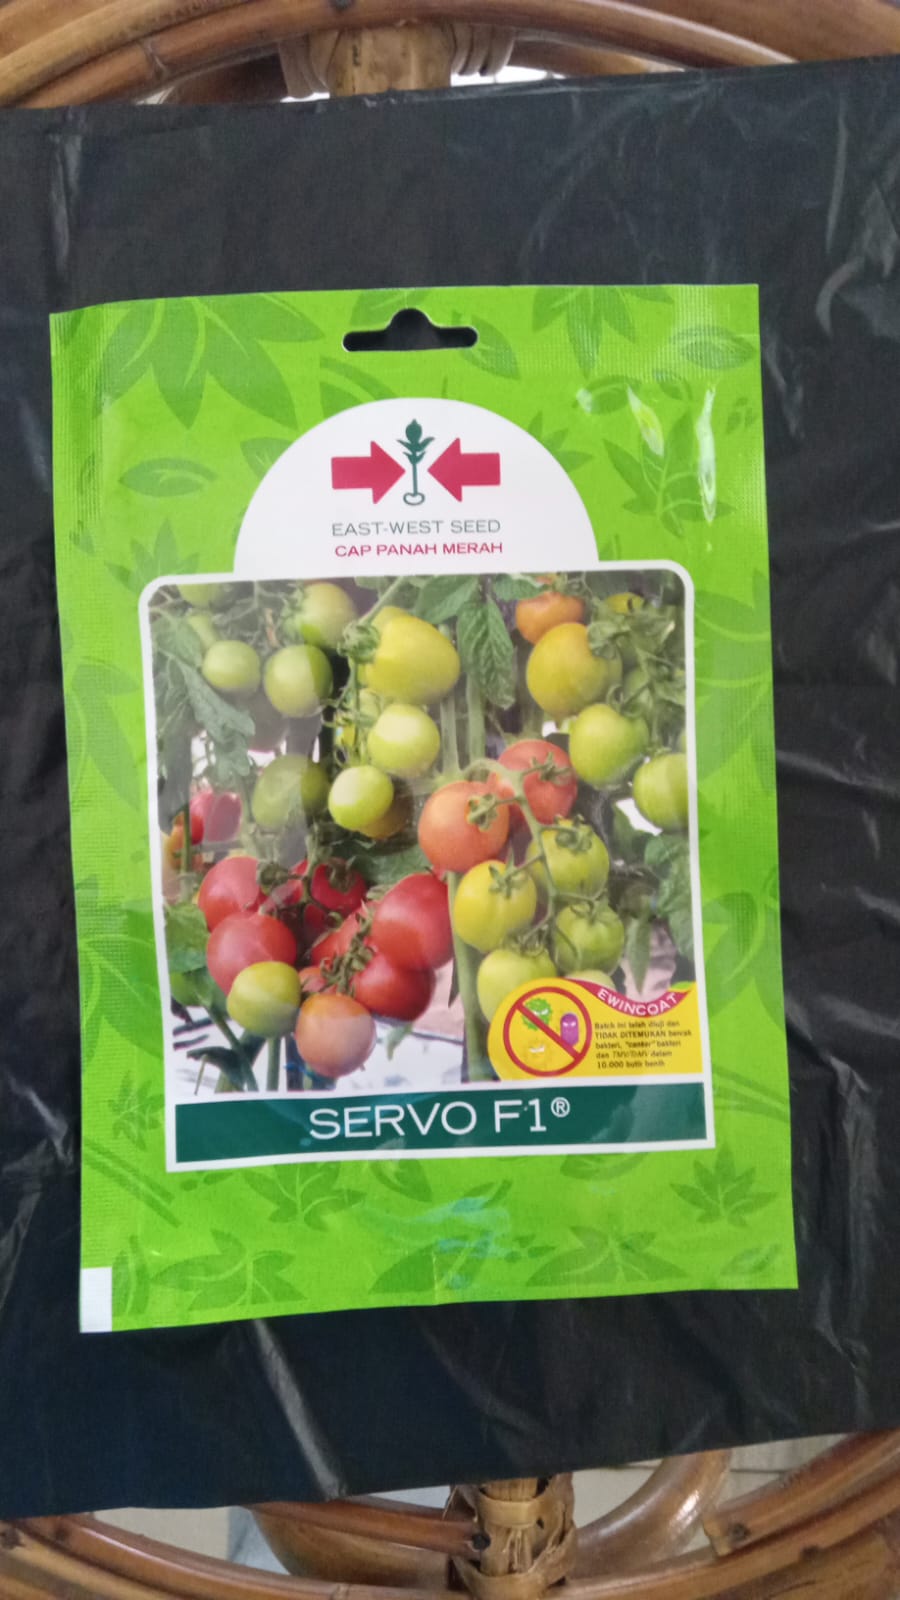 EAST-WEST SEED
CAP PANAH MERAH
EWINCOAT
Batch ini telah diuji dan
TIDAK DITEMUKAN bercak
bakteri, "canker" bakteri
dan TMV/ToMV dalam
10.000 butir benih
SERVO F1®